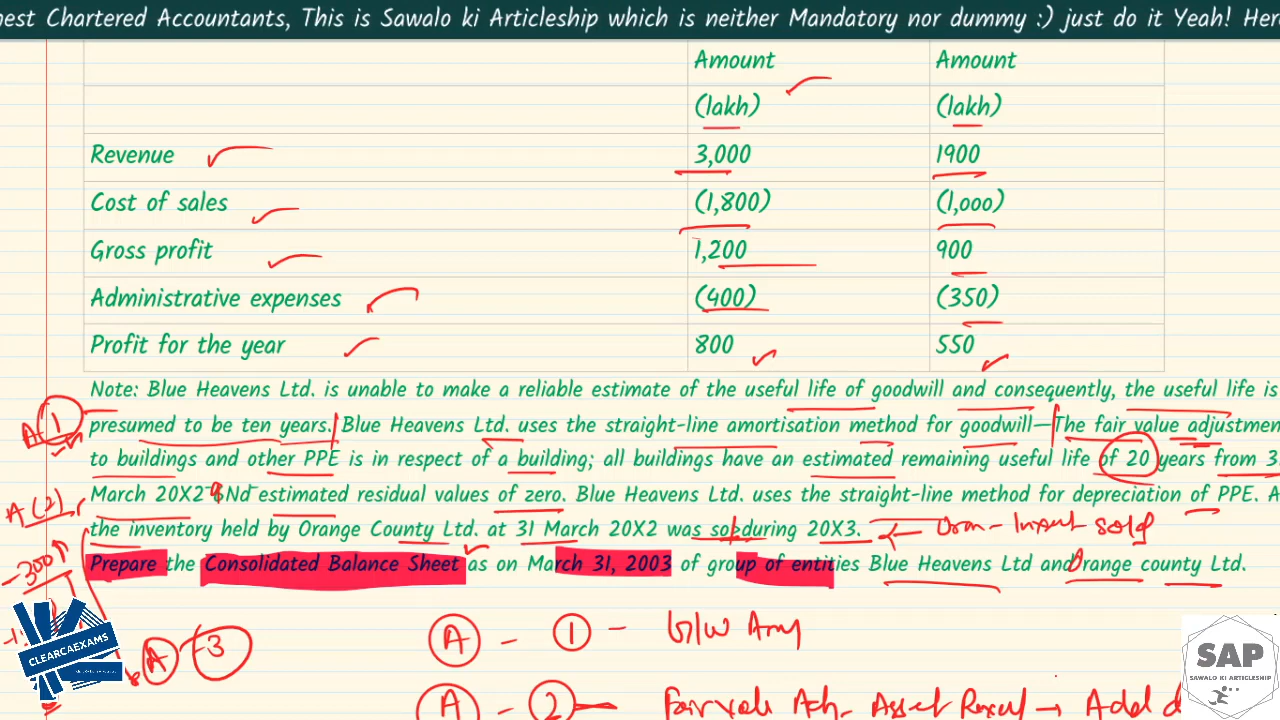 nest Chartered Accountants, This is Sawalo ki Articleship which is neither Mandatory nor dummy :) just do it Yeah! Here
Amount Amount
(lakh) (lakh)
Revenue 3,000 1900
Cost of sales (1,800) (1,000)
Gross profit 1,200 900
Administrative expenses (400) (350)
Profit for the year 800 550
Note: Blue Heavens Ltd. is unable to make a reliable estimate of the useful life of goodwill and consequently, the useful life is
A 1
presumed to be ten years. Blue Heavens Ltd. uses the straight-line amortisation method for goodwill—The fair value adjustmen
to buildings and other PPE is in respect of a building; all buildings have an estimated remaining useful life of 20 years from 3
A(2)
March 20X2 Nd estimated residual values of zero. Blue Heavens Ltd. uses the straight-line method for depreciation of PPE. A
the inventory held by Orange County Ltd. at 31 March 20X2 was sold during 20X3. sold
-300
Prepare the Consolidated Balance Sheet as on March 31, 2003 of group of entities Blue Heavens Ltd and Orange county Ltd.
A - 1 - G/W
A - 3
CLEARCAEXAMS
SAP
SAWALO KI ARTICLESHIP
A - 2 Asset Add